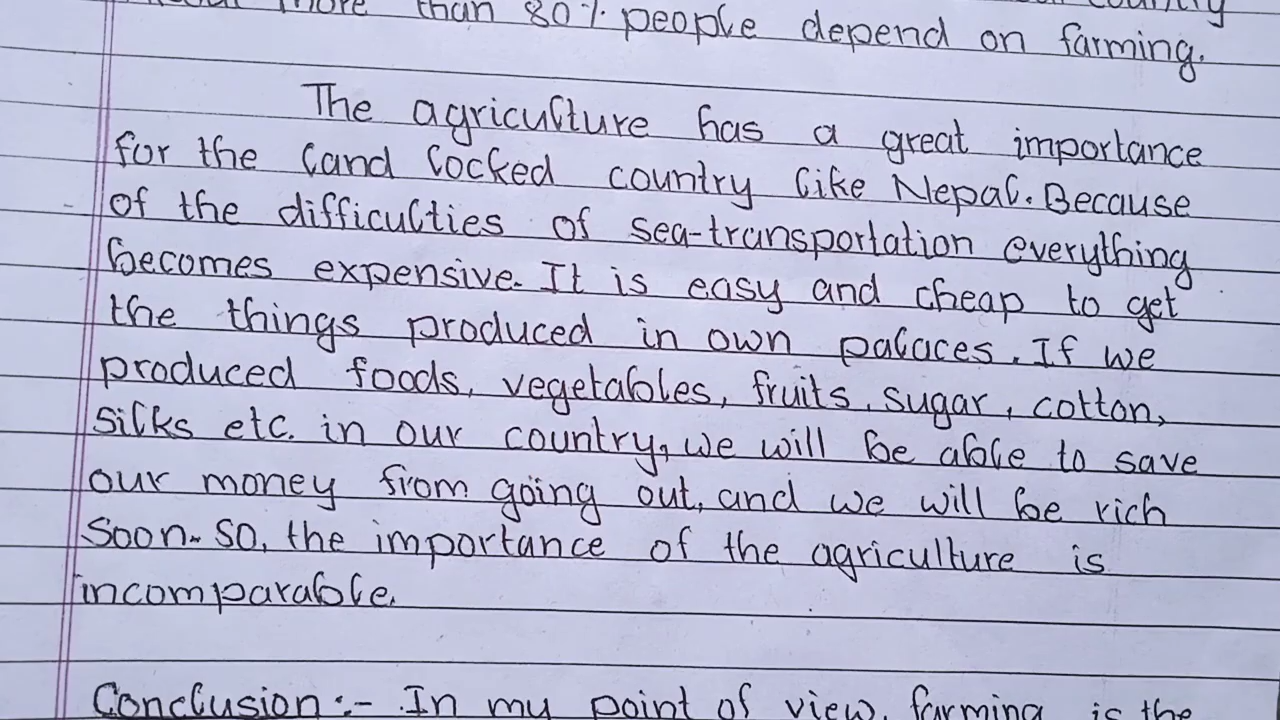 more than 80% people depend on farming.
The agriculture has a great importance
for the land locked country like Nepal. Because
of the difficulties of sea-transportation everything
becomes expensive. It is easy and cheap to get
the things produced in own palaces. If we
produced foods, vegetables, fruits, sugar, cotton,
silks etc. in our country, we will be able to save
our money from going out, and we will be rich
soon. So, the importance of the agriculture is
incomparable.
Conclusion :- In my point of view, farming is the